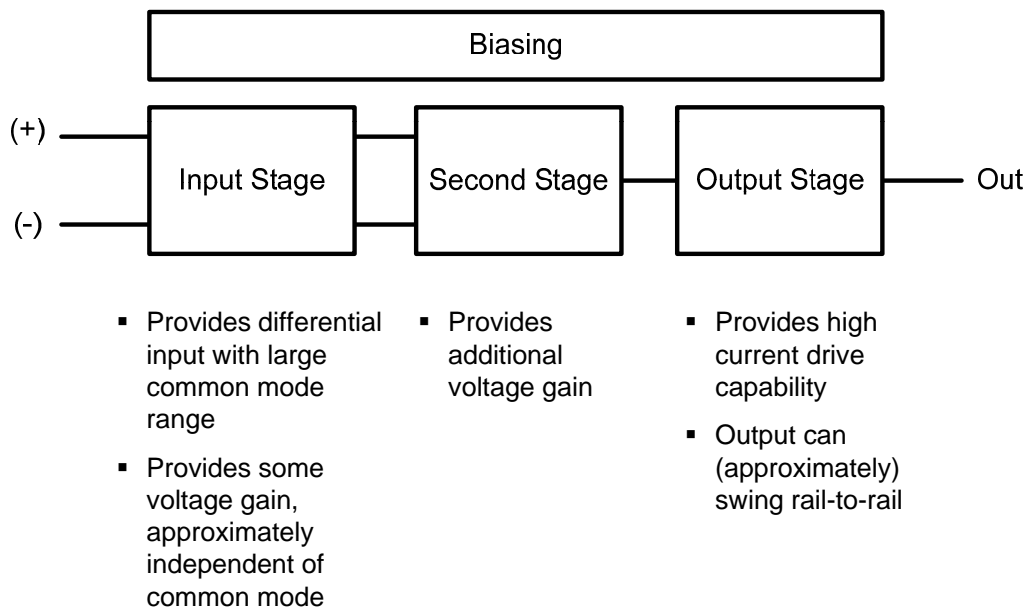 Biasing
(+)
(-)
Input Stage
Second Stage
Output Stage
Out
▪ Provides differential
input with large
common mode
range
▪ Provides some
voltage gain,
approximately
independent of
common mode
▪ Provides
additional
voltage gain
▪ Provides high
current drive
capability
▪ Output can
(approximately)
swing rail-to-rail